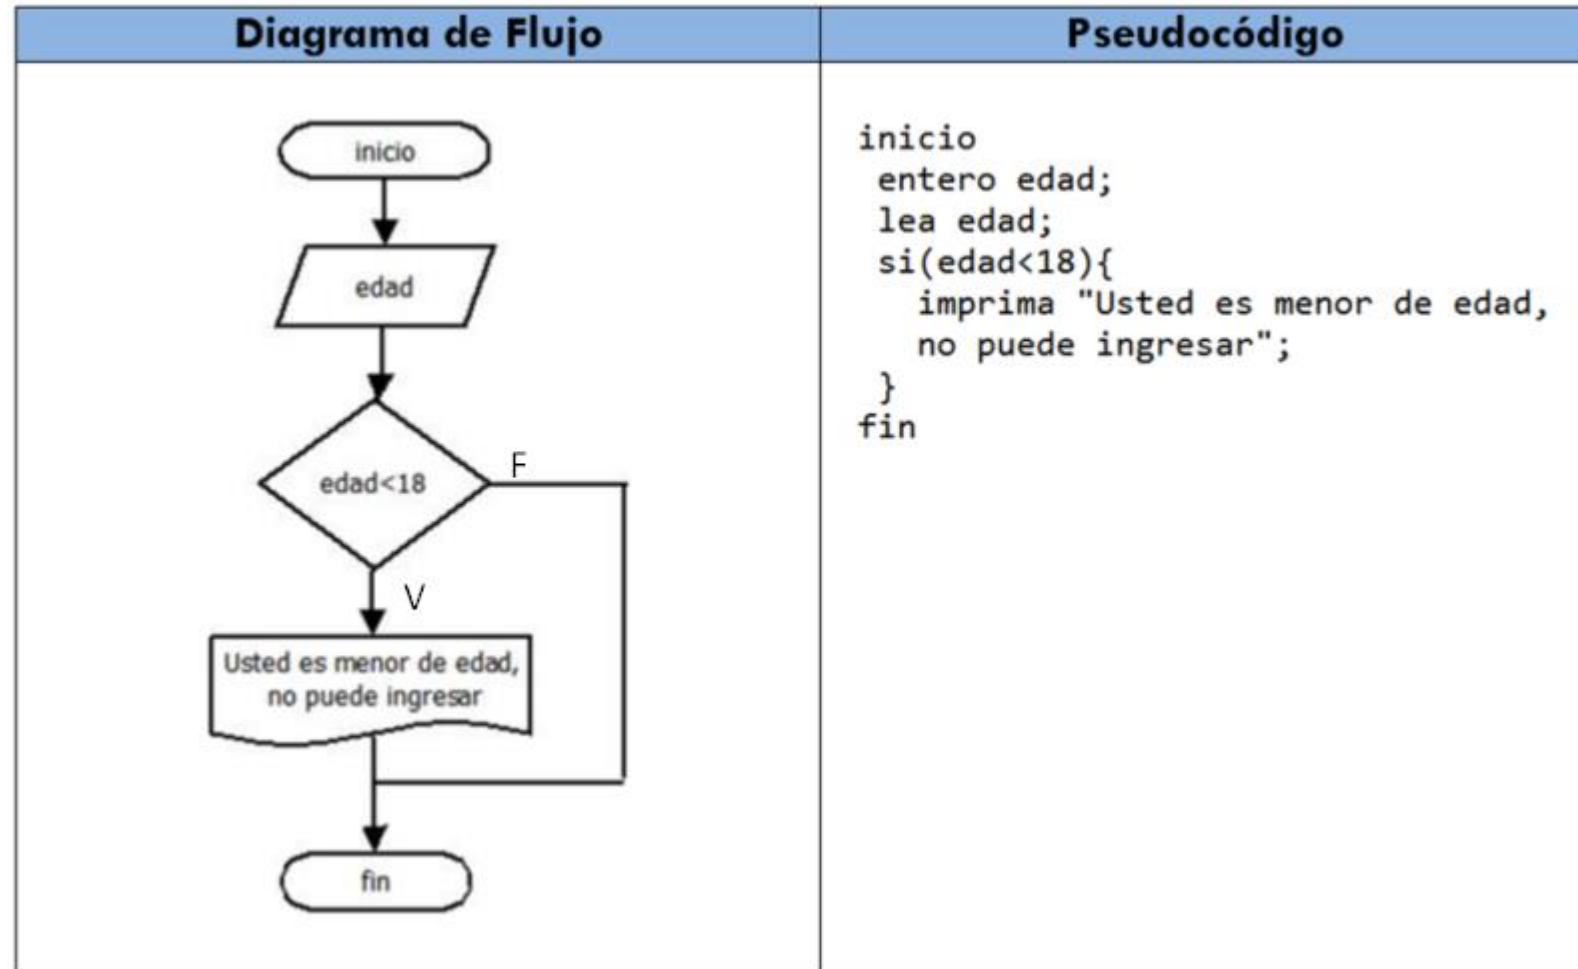 Diagrama de Flujo
Pseudocódigo
inicio
edad
edad<18
F
V
Usted es menor de edad,
no puede ingresar
fin
inicio
entero edad;
lea edad;
si(edad<18){
imprima "Usted es menor de edad,
no puede ingresar";
}
fin